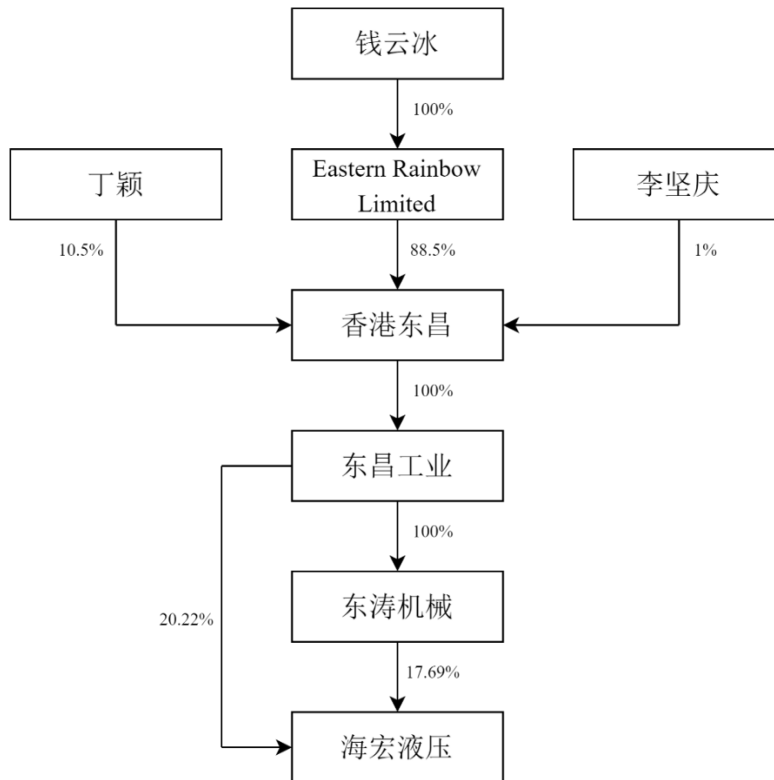 钱云冰
100%
丁颖
Eastern Rainbow
Limited
李坚庆
10.5%
88.5%
1%
香港东昌
100%
东昌工业
100%
20.22%
东涛机械
17.69%
海宏液压